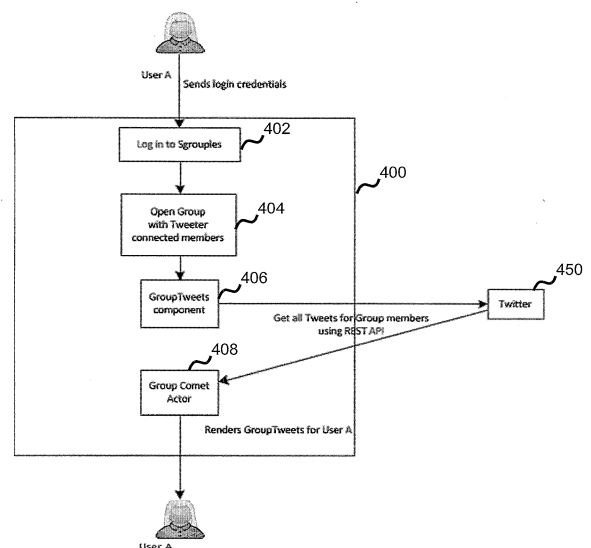 User A
Sends login credentials
402
Log in to Sgrouples
400
404
Open Group
with Tweeter
connected members
406
GroupTweets
component
450
Twitter
Get all Tweets for Group members
using REST API
408
Group Comet
Actor
Renders GroupTweets for User A
User A